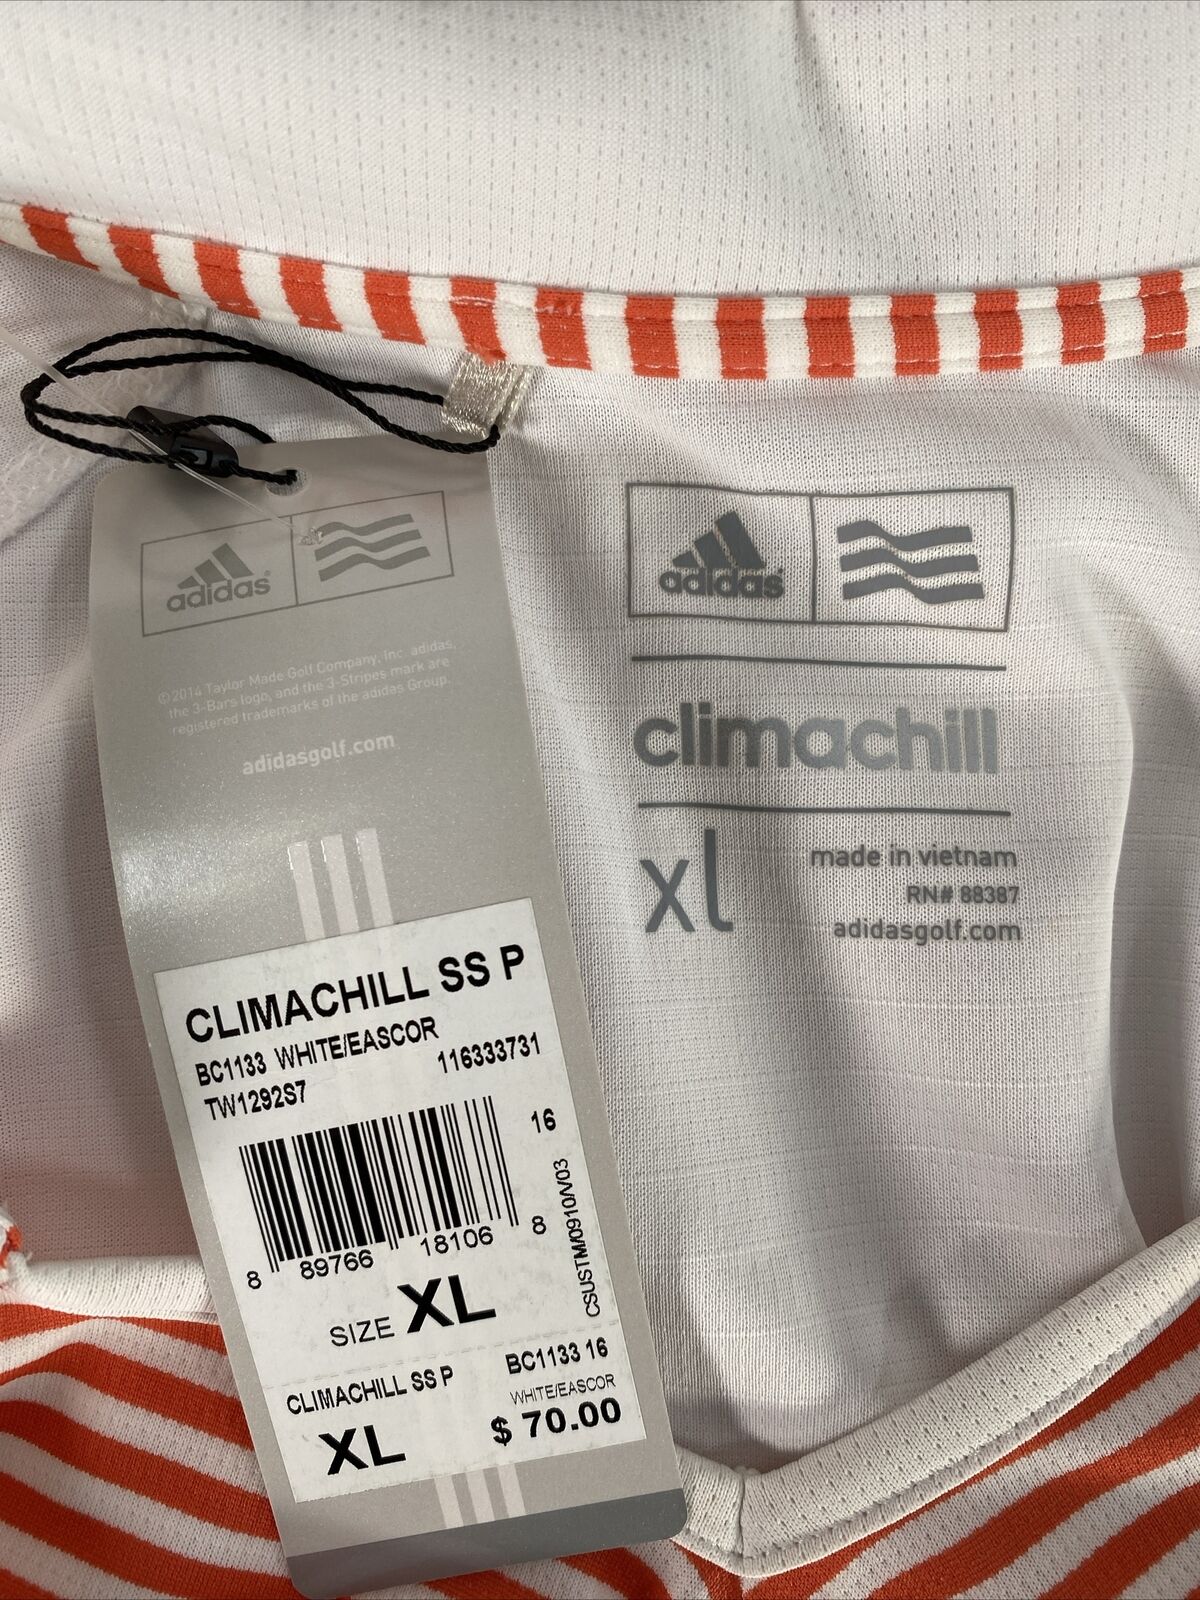 adidas®
©2014 Taylor Made Golf Company, Inc. adidas,
the 3-Bars logo, and the 3-Stripes mark are
registered trademarks of the adidas Group.
adidasgolf.com
CLIMACHILL SS P
BC1133 WHITE/EASCOR
116333731
TW1292S7
16
8 89766 18106 8
CSUSTM/0910/V03
SIZE XL
CLIMACHILL SS P
BC1133 16
WHITE/EASCOR
XL
$ 70.00
adidas
climachill
xl
made in vietnam
RN# 88387
adidasgolf.com